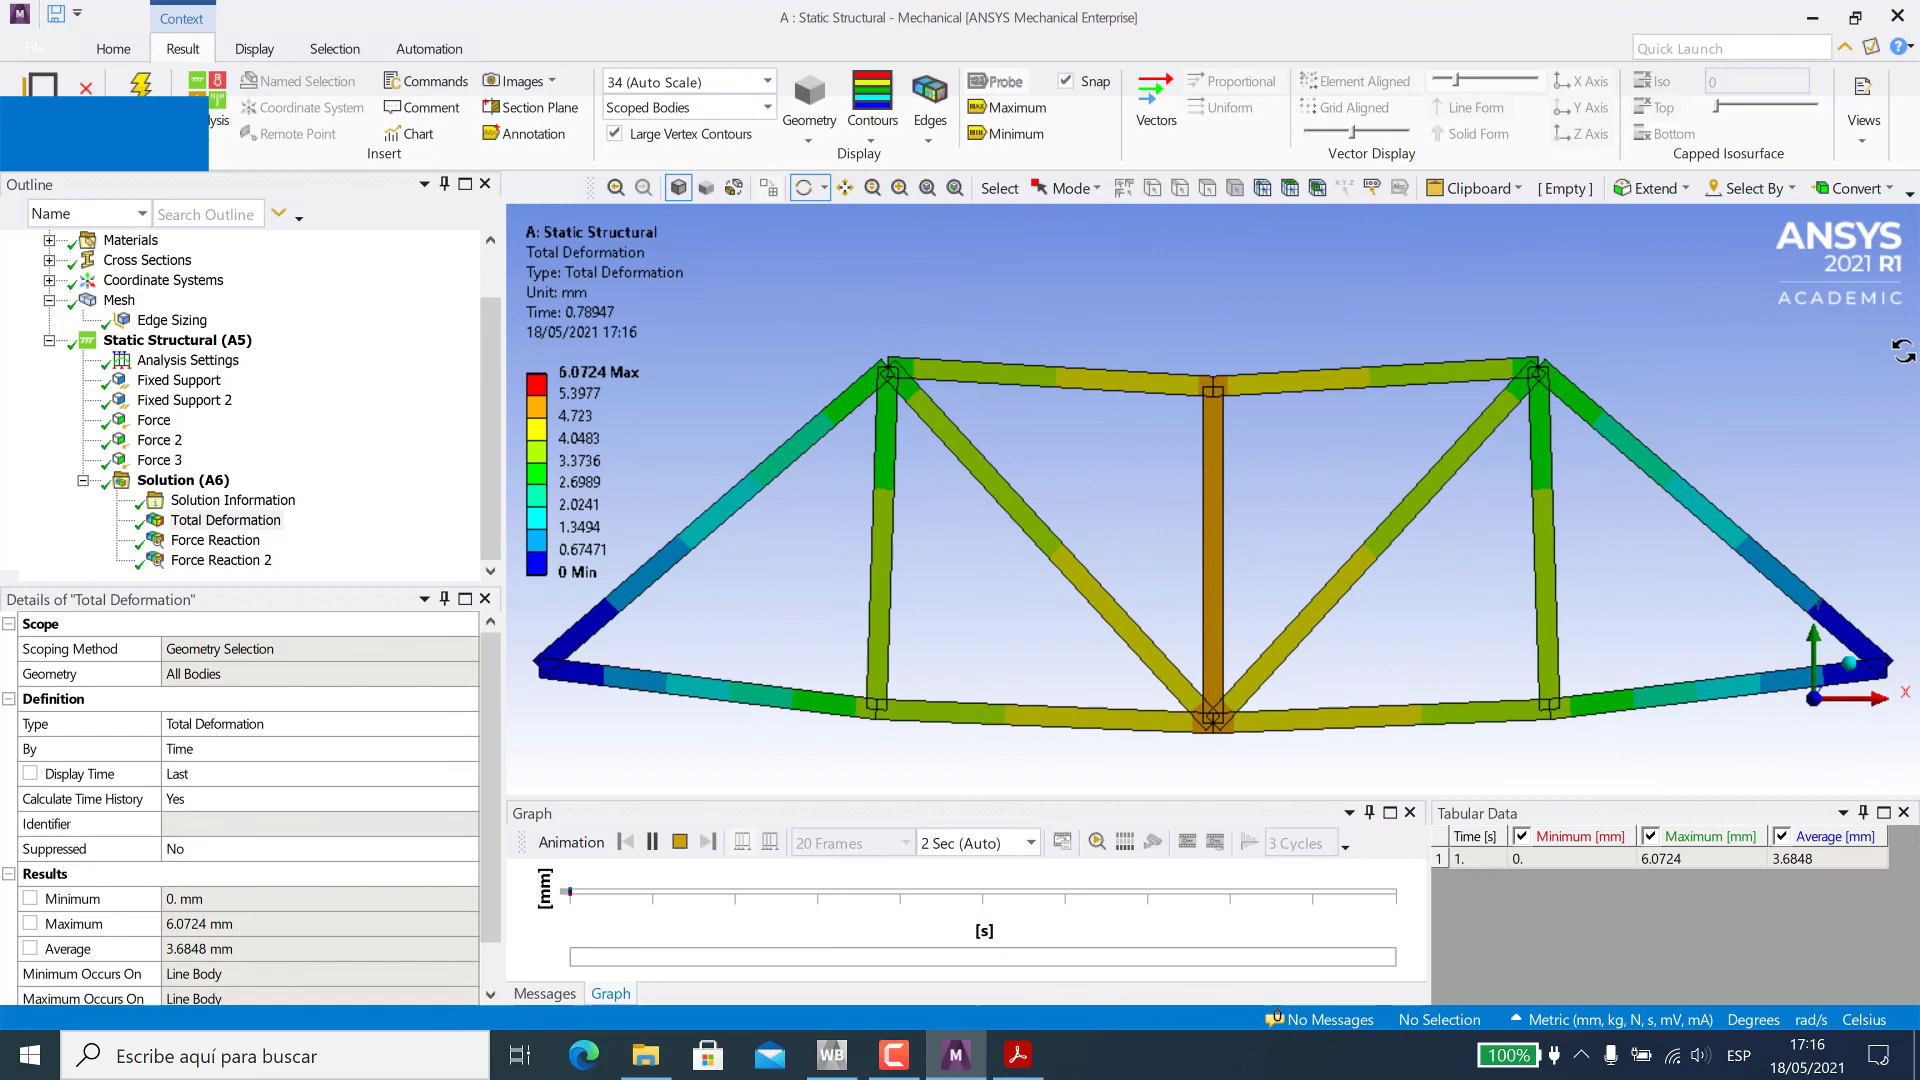 A : Static Structural - Mechanical [ANSYS Mechanical Enterprise]
Context
File
Home
Result
Display
Selection
Automation
Quick Launch
Named Selection
Coordinate System
Remote Point
Commands
Comment
Chart
Images
Section Plane
Annotation
Insert
34 (Auto Scale)
Scoped Bodies
Large Vertex Contours
Geometry
Contours
Edges
Display
Probe
Snap
Maximum
Minimum
Vectors
Proportional
Uniform
Element Aligned
Grid Aligned
Line Form
Solid Form
X Axis
Y Axis
Z Axis
Vector Display
Iso
0
Top
Bottom
Capped Isosurface
Views
Outline
Select
Mode
Clipboard
[ Empty ]
Extend
Select By
Convert
Name
Search Outline
Materials
Cross Sections
Coordinate Systems
Mesh
Edge Sizing
Static Structural (A5)
Analysis Settings
Fixed Support
Fixed Support 2
Force
Force 2
Force 3
Solution (A6)
Solution Information
Total Deformation
Force Reaction
Force Reaction 2
A: Static Structural
Total Deformation
Type: Total Deformation
Unit: mm
Time: 0.78947
18/05/2021 17:16
6.0724 Max
5.3977
4.723
4.0483
3.3736
2.6989
2.0241
1.3494
0.67471
0 Min
ANSYS
2021 R1
ACADEMIC
X
Details of "Total Deformation"
Scope
Scoping Method Geometry Selection
Geometry All Bodies
Definition
Type Total Deformation
By Time
Display Time Last
Calculate Time History Yes
Identifier
Suppressed No
Results
Minimum 0. mm
Maximum 6.0724 mm
Average 3.6848 mm
Minimum Occurs On Line Body
Maximum Occurs On Line Body
Graph
Animation
20 Frames
2 Sec (Auto)
3 Cycles
[mm]
[s]
Messages
Graph
Tabular Data
Time [s] Minimum [mm] Maximum [mm] Average [mm]
1 1. 0. 6.0724 3.6848
No Messages
No Selection
Metric (mm, kg, N, s, mV, mA)
Degrees
rad/s
Celsius
Escribe aquí para buscar
WB
M
100%
ESP
17:16
18/05/2021